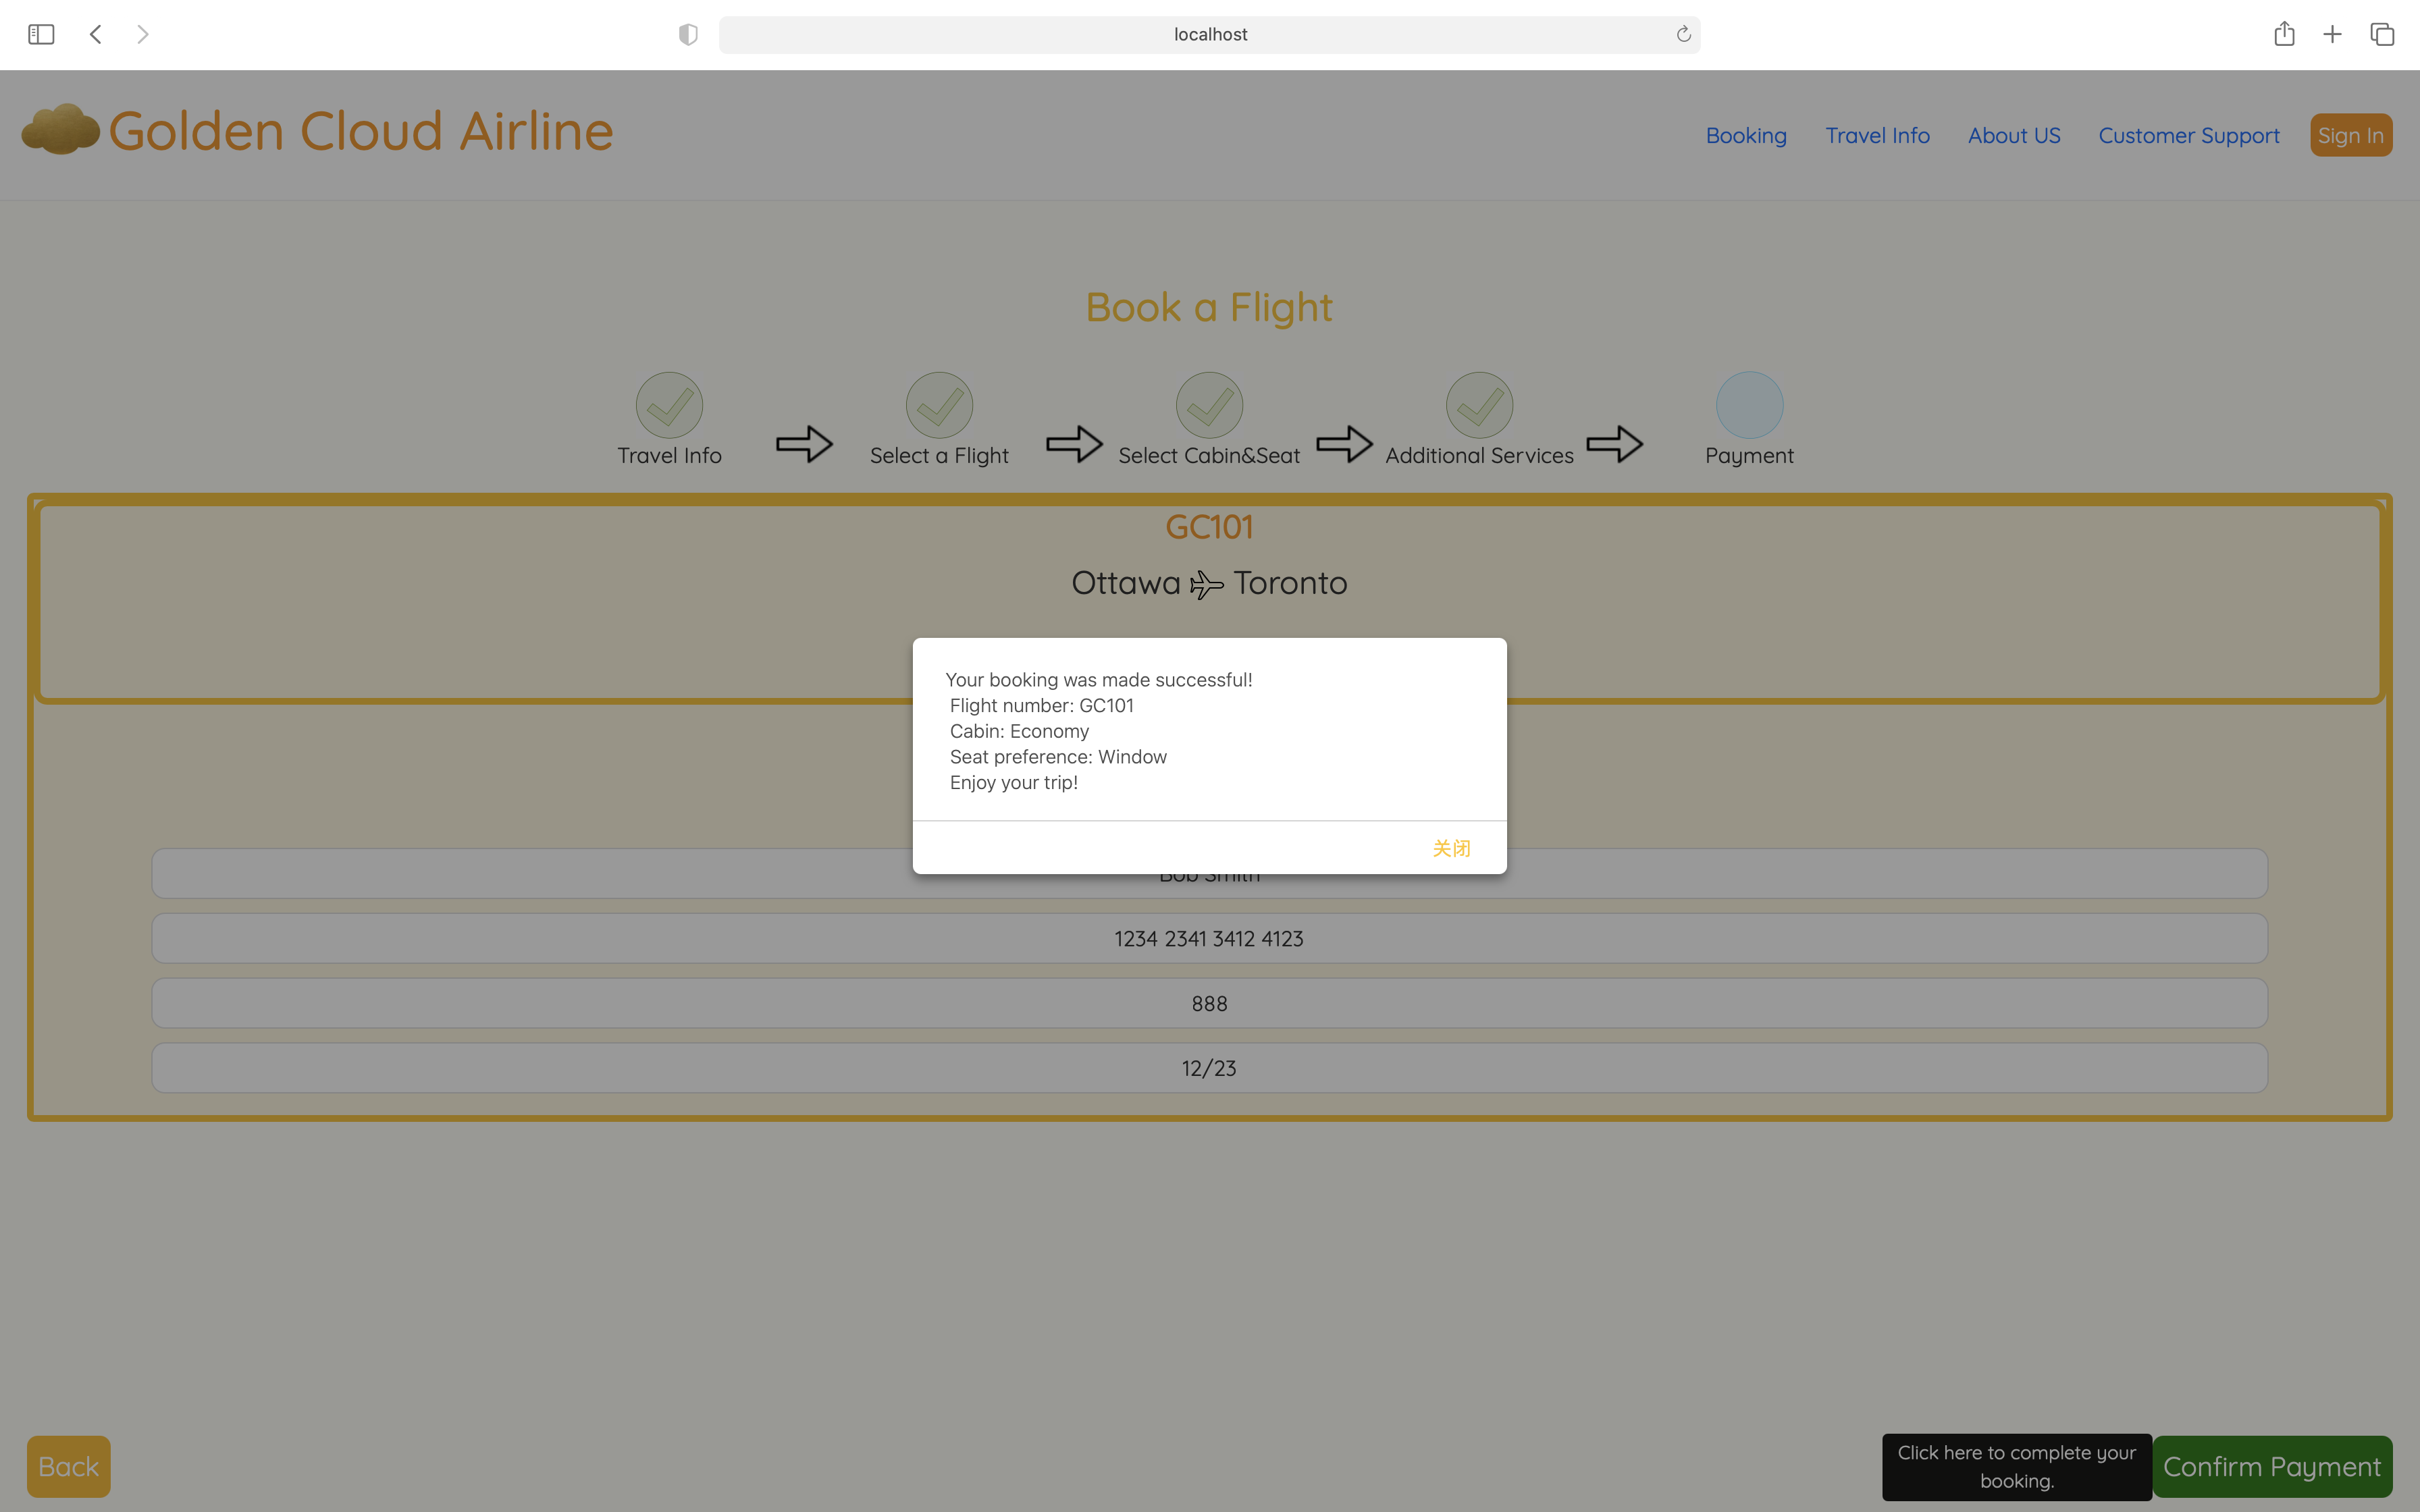 localhost
Golden Cloud Airline
Booking
Travel Info
About US
Customer Support
Sign In
Book a Flight
Travel Info
Select a Flight
Select Cabin&Seat
Additional Services
Payment
GC101
Ottawa Toronto
Your booking was made successful!
Flight number: GC101
Cabin: Economy
Seat preference: Window
Enjoy your trip!
关闭
Bob Smith
1234 2341 3412 4123
888
12/23
Back
Click here to complete your
booking.
Confirm Payment